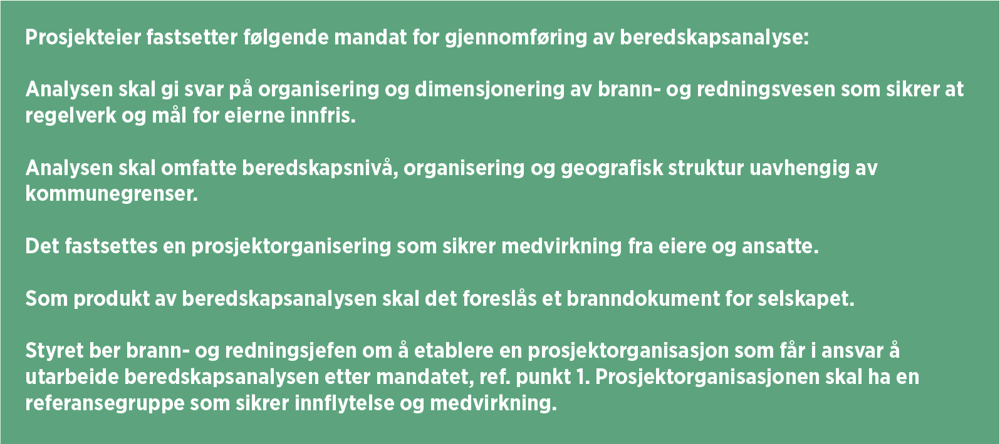 Prosjekteier fastsetter følgende mandat for gjennomføring av beredskapsanalyse:
Analysen skal gi svar på organisering og dimensjonering av brann- og redningsvesen som sikrer at
regelverk og mål for eierne innfris.
Analysen skal omfatte beredskapsnivå, organisering og geografisk struktur uavhengig av
kommunegrenser.
Det fastsettes en prosjektorganisering som sikrer medvirkning fra eiere og ansatte.
Som produkt av beredskapsanalysen skal det foreslås et branndokument for selskapet.
Styret ber brann- og redningsjefen om å etablere en prosjektorganisasjon som får i ansvar å
utarbeide beredskapsanalysen etter mandatet, ref. punkt 1. Prosjektorganisasjonen skal ha en
referansegruppe som sikrer innflytelse og medvirkning.